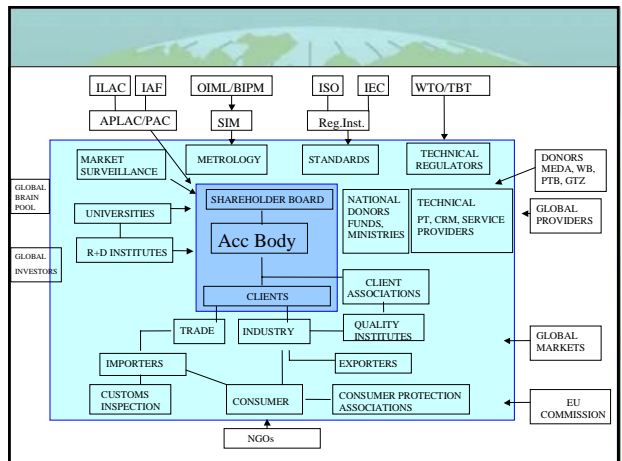 ILAC
IAF
OIML/BIPM
ISO
IEC
WTO/TBT
APLAC/PAC
SIM
Reg.Inst.
MARKET
SURVEILLANCE
METROLOGY
STANDARDS
TECHNICAL
REGULATORS
DONORS
MEDA, WB,
PTB, GTZ
GLOBAL
BRAIN
POOL
UNIVERSITIES
SHAREHOLDER BOARD
NATIONAL
DONORS
FUNDS,
MINISTRIES
TECHNICAL
PT, CRM, SERVICE
PROVIDERS
GLOBAL
PROVIDERS
Acc Body
R+D INSTITUTES
GLOBAL
INVESTORS
CLIENT
ASSOCIATIONS
CLIENTS
TRADE
INDUSTRY
QUALITY
INSTITUTES
GLOBAL
MARKETS
IMPORTERS
EXPORTERS
CUSTOMS
INSPECTION
CONSUMER
CONSUMER PROTECTION
ASSOCIATIONS
EU
COMMISSION
NGOs